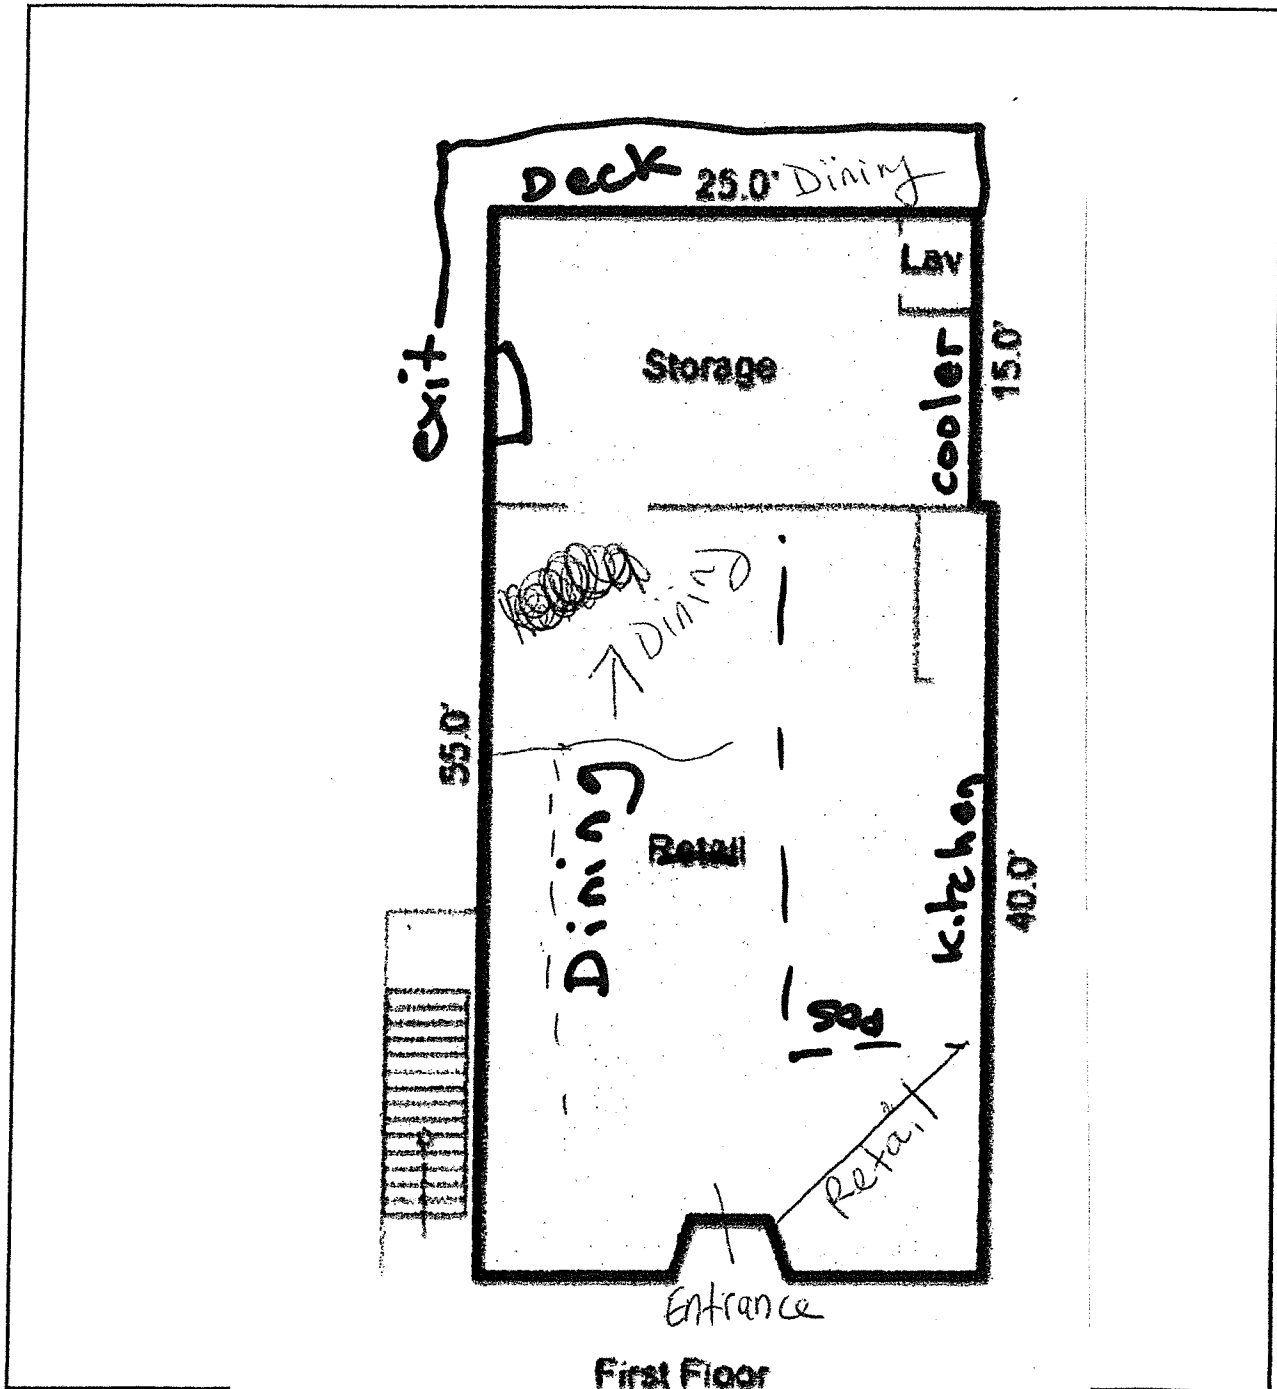 Deck 25.0' Dining
Lav
exit
Storage
cooler
15.0'
Dining
55.0'
Dining
Retail
Kitchen
40.0'
POS
Retail
Entrance
First Floor